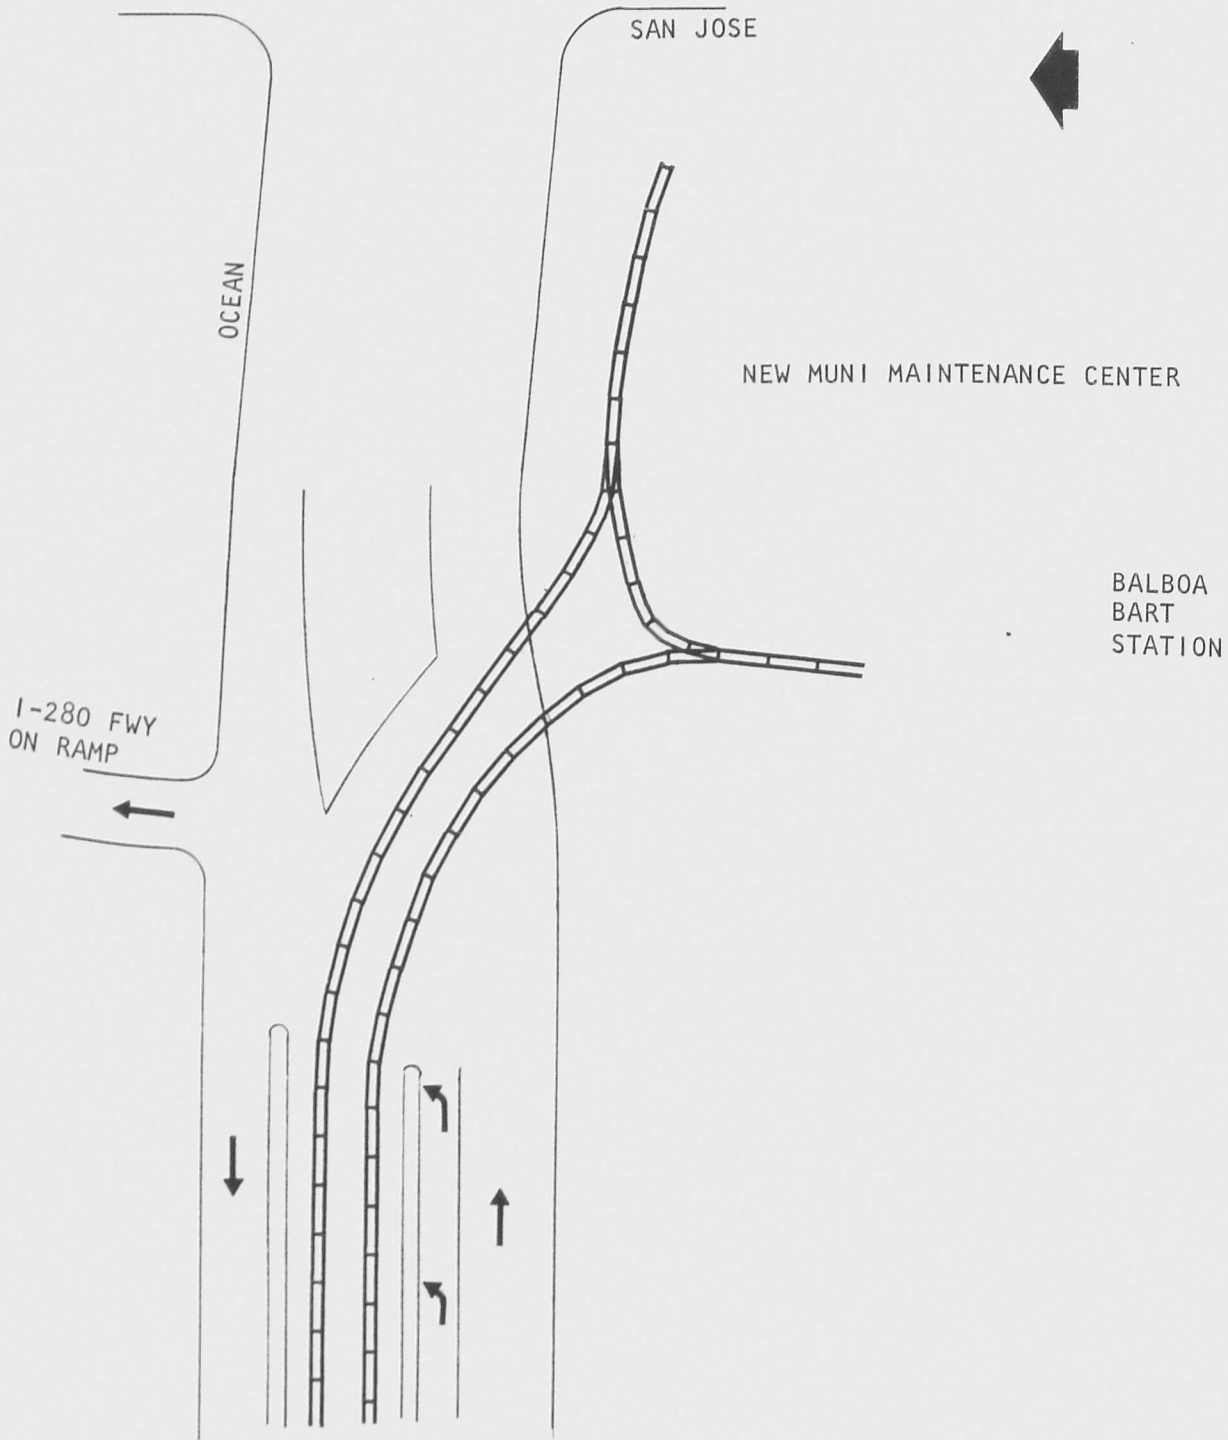 SAN JOSE
OCEAN
NEW MUNI MAINTENANCE CENTER
BALBOA
BART
STATION
I-280 FWY
ON RAMP